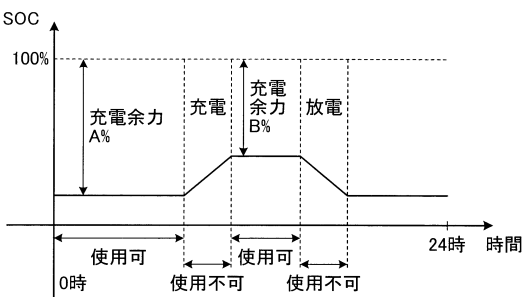 SOC
100%
充電余力
A%
充電
充電
余力
B%
放電
使用可
使用不可
使用可
使用不可
0時
24時
時間